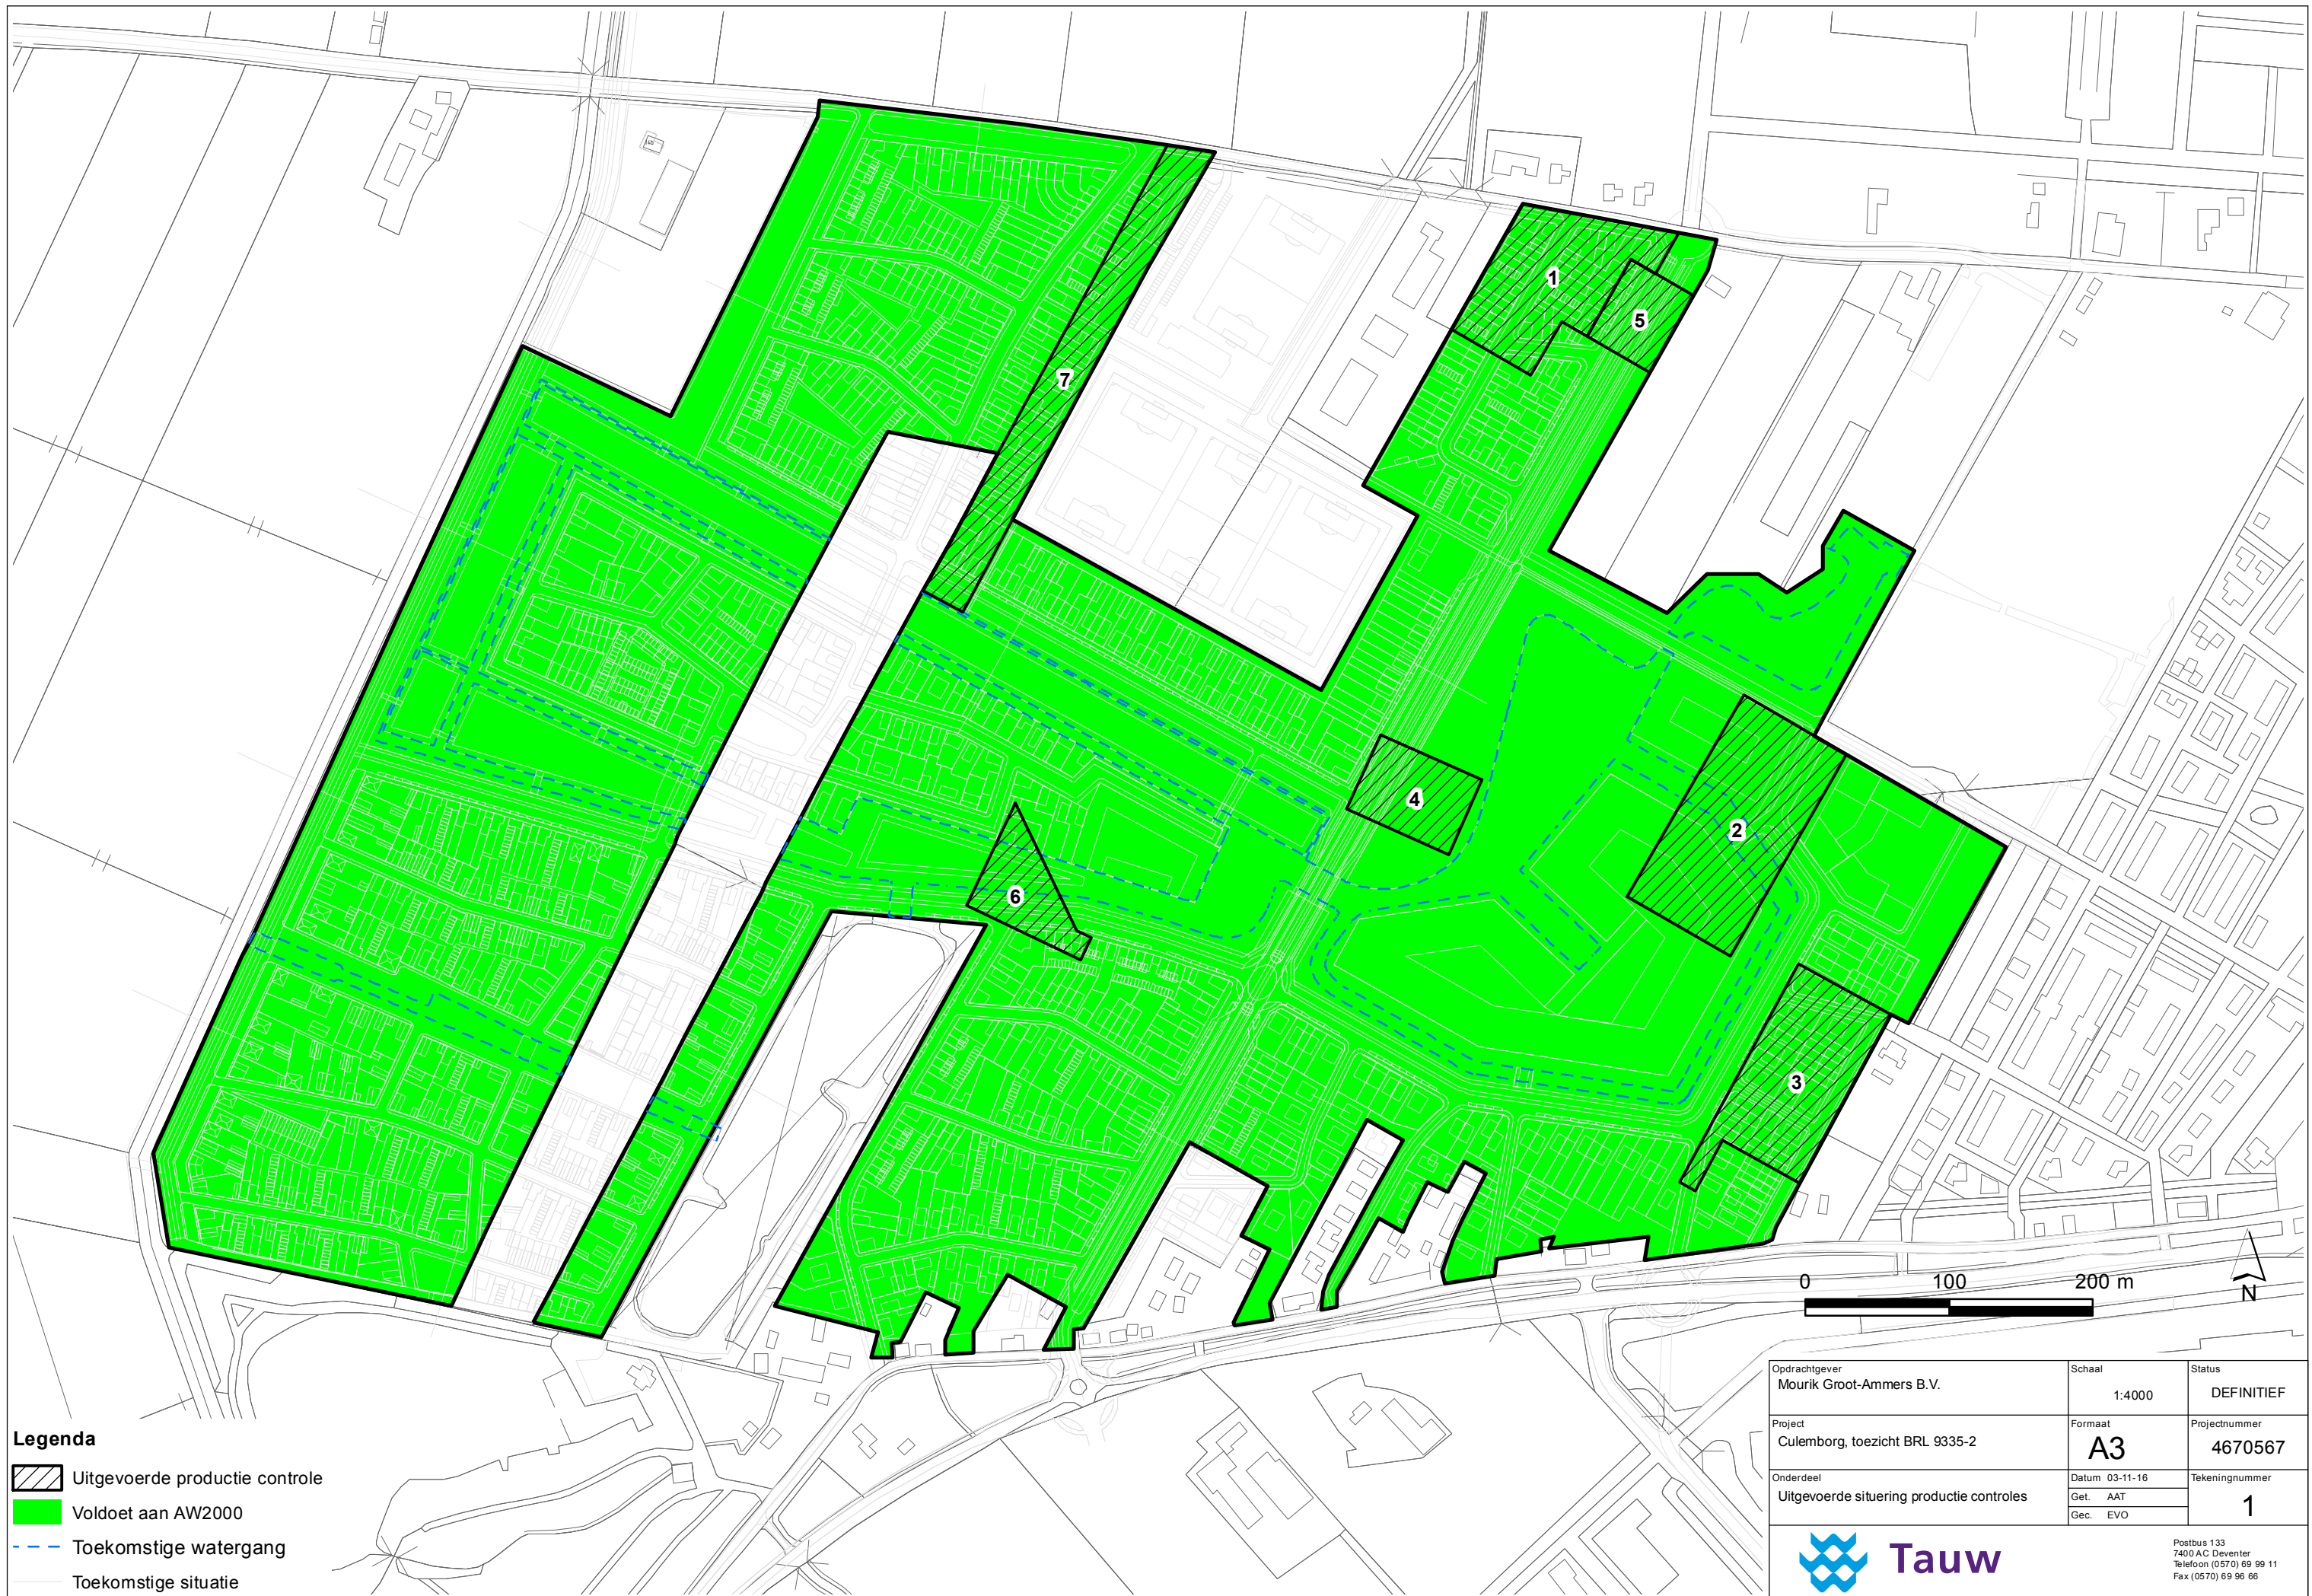 1
5
7
4
2
6
3
0 100 200 m
N
Legenda
Uitgevoerde productie controle
Voldoet aan AW2000
Toekomstige watergang
Toekomstige situatie
Opdrachtgever
Mourik Groot-Ammers B.V.
Schaal
1:4000
Status
DEFINITIEF
Project
Culemborg, toezicht BRL 9335-2
Formaat
A3
Projectnummer
4670567
Onderdeel
Uitgevoerde situering productie controles
Datum 03-11-16
Get. AAT
Gec. EVO
Tekeningnummer
1
Tauw
Postbus 133
7400 AC Deventer
Telefoon (0570) 69 99 11
Fax (0570) 69 96 66